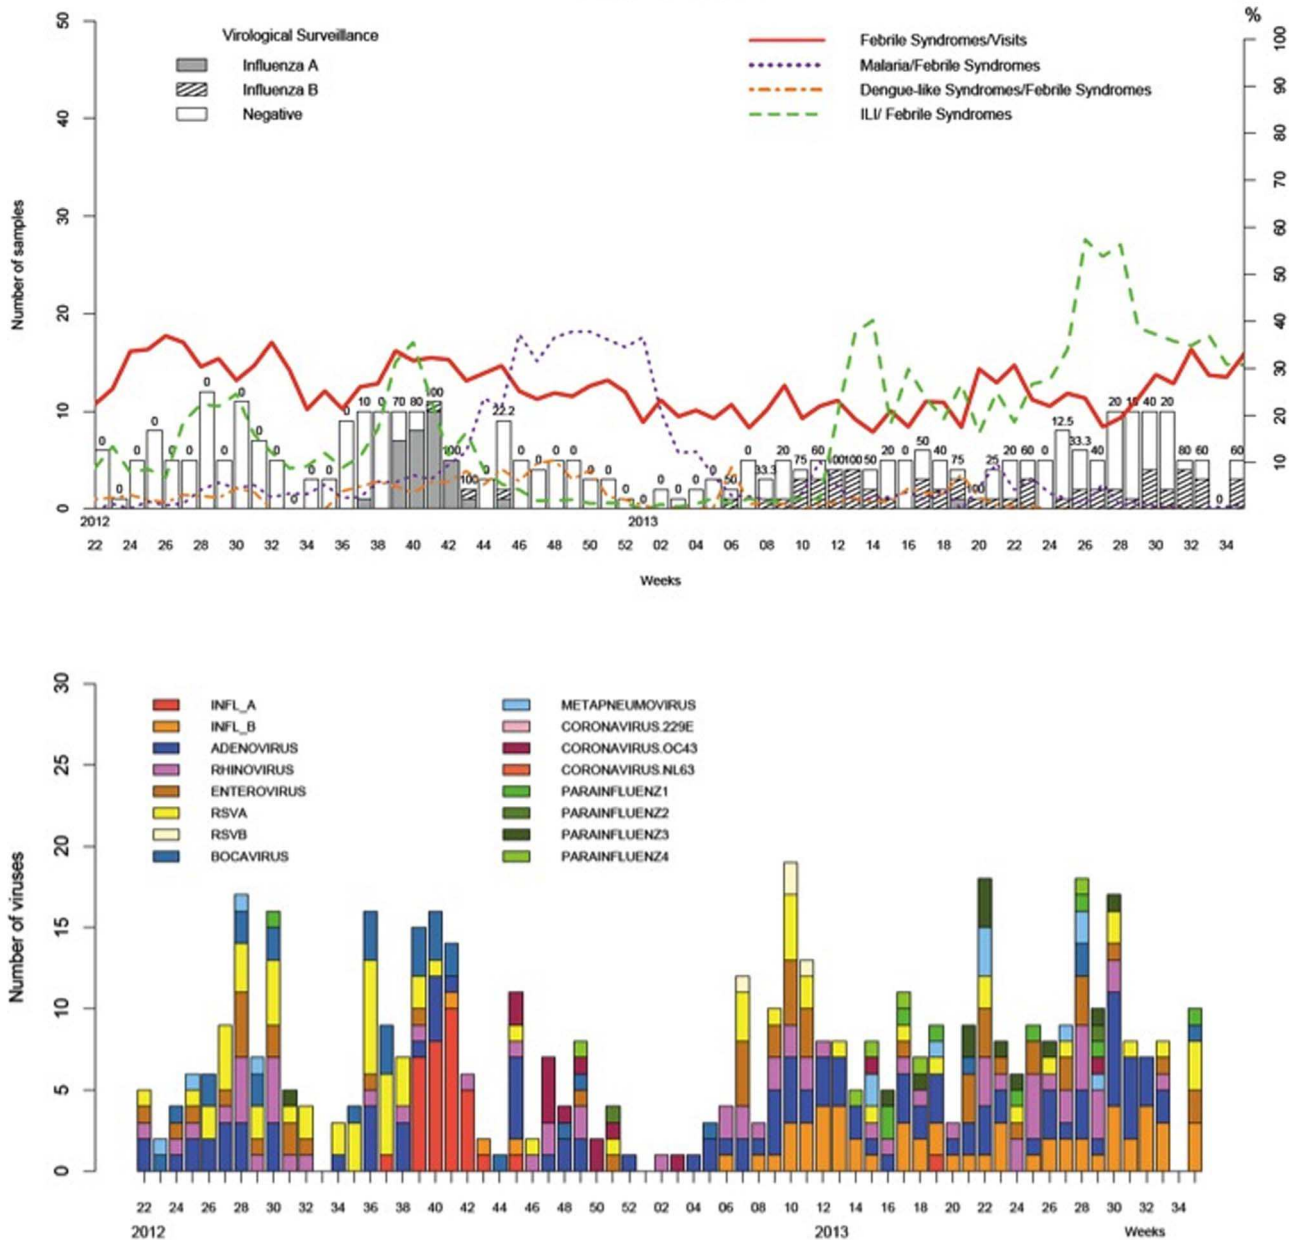 %
50
40
30
20
10
0
Number of samples
Virological Surveillance
Influenza A
Influenza B
Negative
Febrile Syndromes/Visits
Malaria/Febrile Syndromes
Dengue-like Syndromes/Febrile Syndromes
ILI/ Febrile Syndromes
100
90
80
70
60
50
40
30
20
10
2012 2013
22 24 26 28 30 32 34 36 38 40 42 44 46 48 50 52 02 04 06 08 10 12 14 16 18 20 22 24 26 28 30 32 34
Weeks
30
25
20
15
10
5
0
Number of viruses
INFL_A
INFL_B
ADENOVIRUS
RHINOVIRUS
ENTEROVIRUS
RSVA
RSVB
BOCAVIRUS
METAPNEUMOVIRUS
CORONAVIRUS.229E
CORONAVIRUS.OC43
CORONAVIRUS.NL63
PARAINFLUENZ1
PARAINFLUENZ2
PARAINFLUENZ3
PARAINFLUENZ4
22 24 26 28 30 32 34 36 38 40 42 44 46 48 50 52 02 04 06 08 10 12 14 16 18 20 22 24 26 28 30 32 34
2012 2013 Weeks